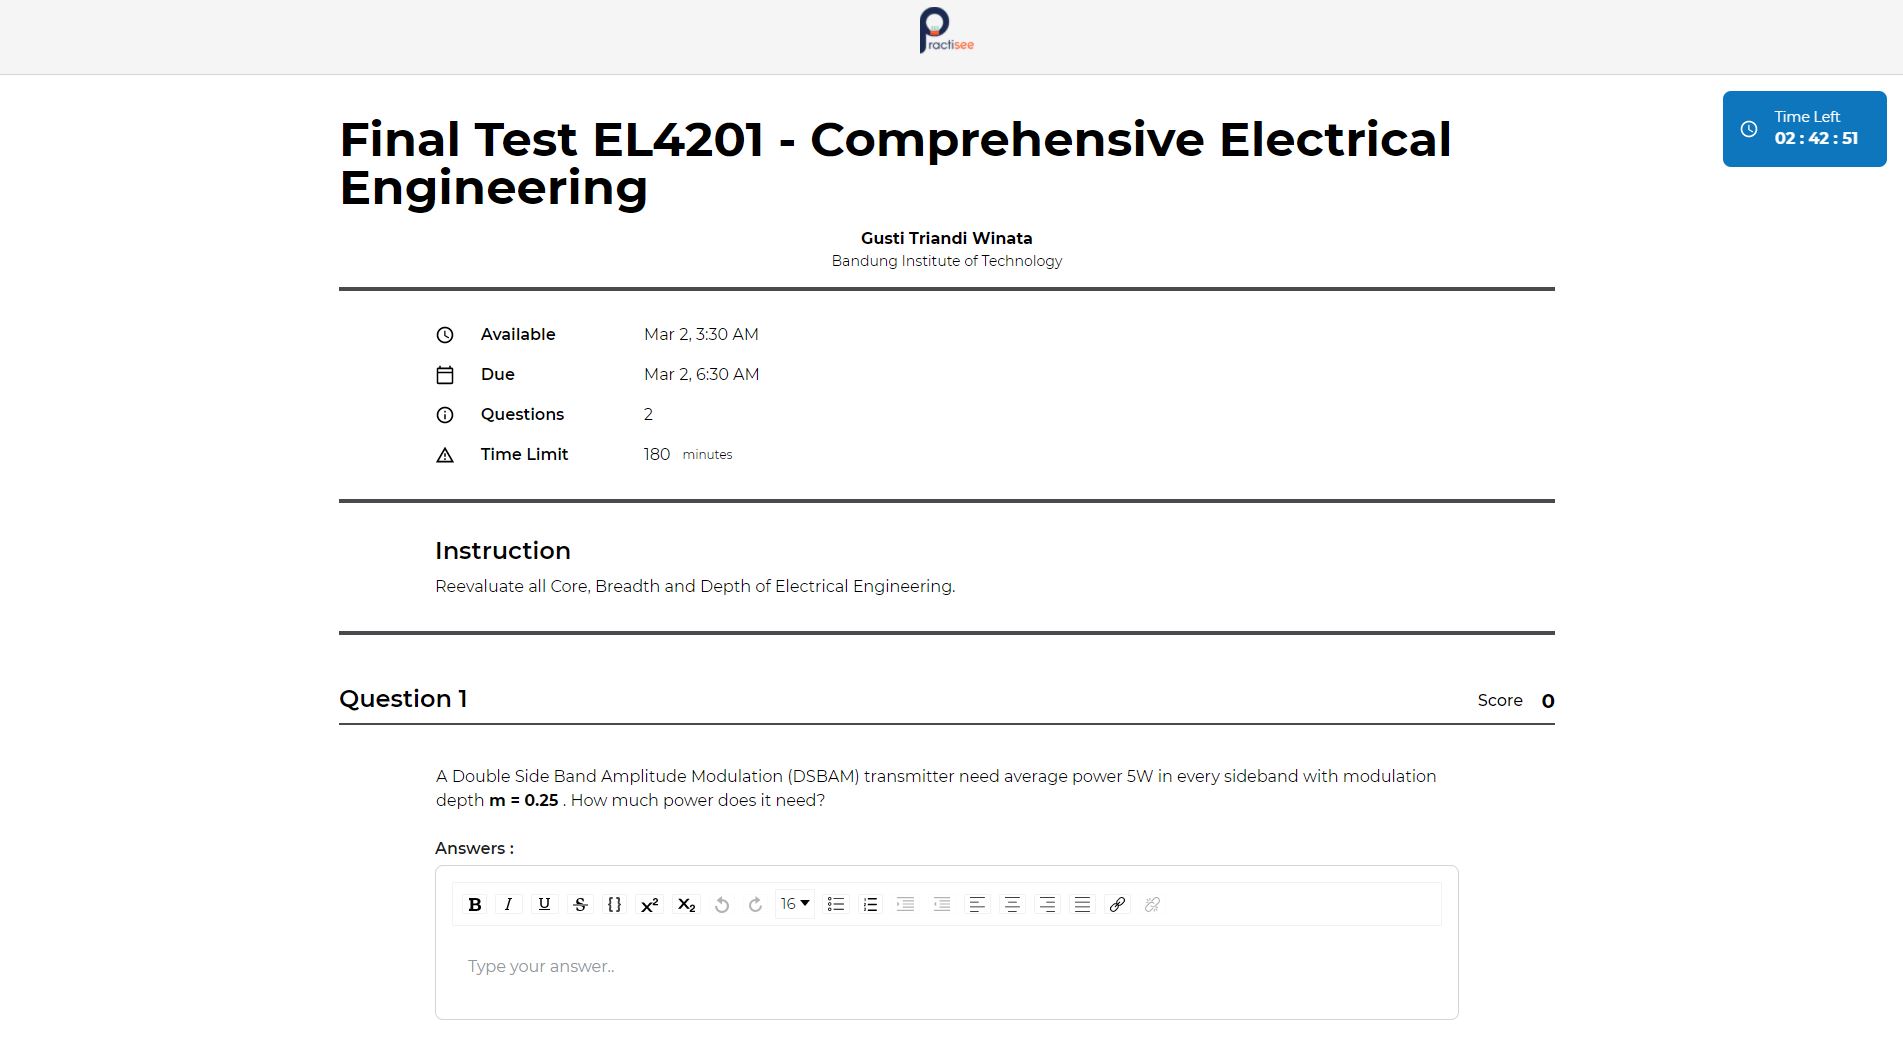 Practisee
Time Left
02 : 42 : 51
Final Test EL4201 - Comprehensive Electrical
Engineering
Gusti Triandi Winata
Bandung Institute of Technology
Available Mar 2, 3:30 AM
Due Mar 2, 6:30 AM
Questions 2
Time Limit 180 minutes
Instruction
Reevaluate all Core, Breadth and Depth of Electrical Engineering.
Question 1 Score 0
A Double Side Band Amplitude Modulation (DSBAM) transmitter need average power 5W in every sideband with modulation
depth m = 0.25 . How much power does it need?
Answers :
B I U S {} X² X₂ 16
Type your answer..